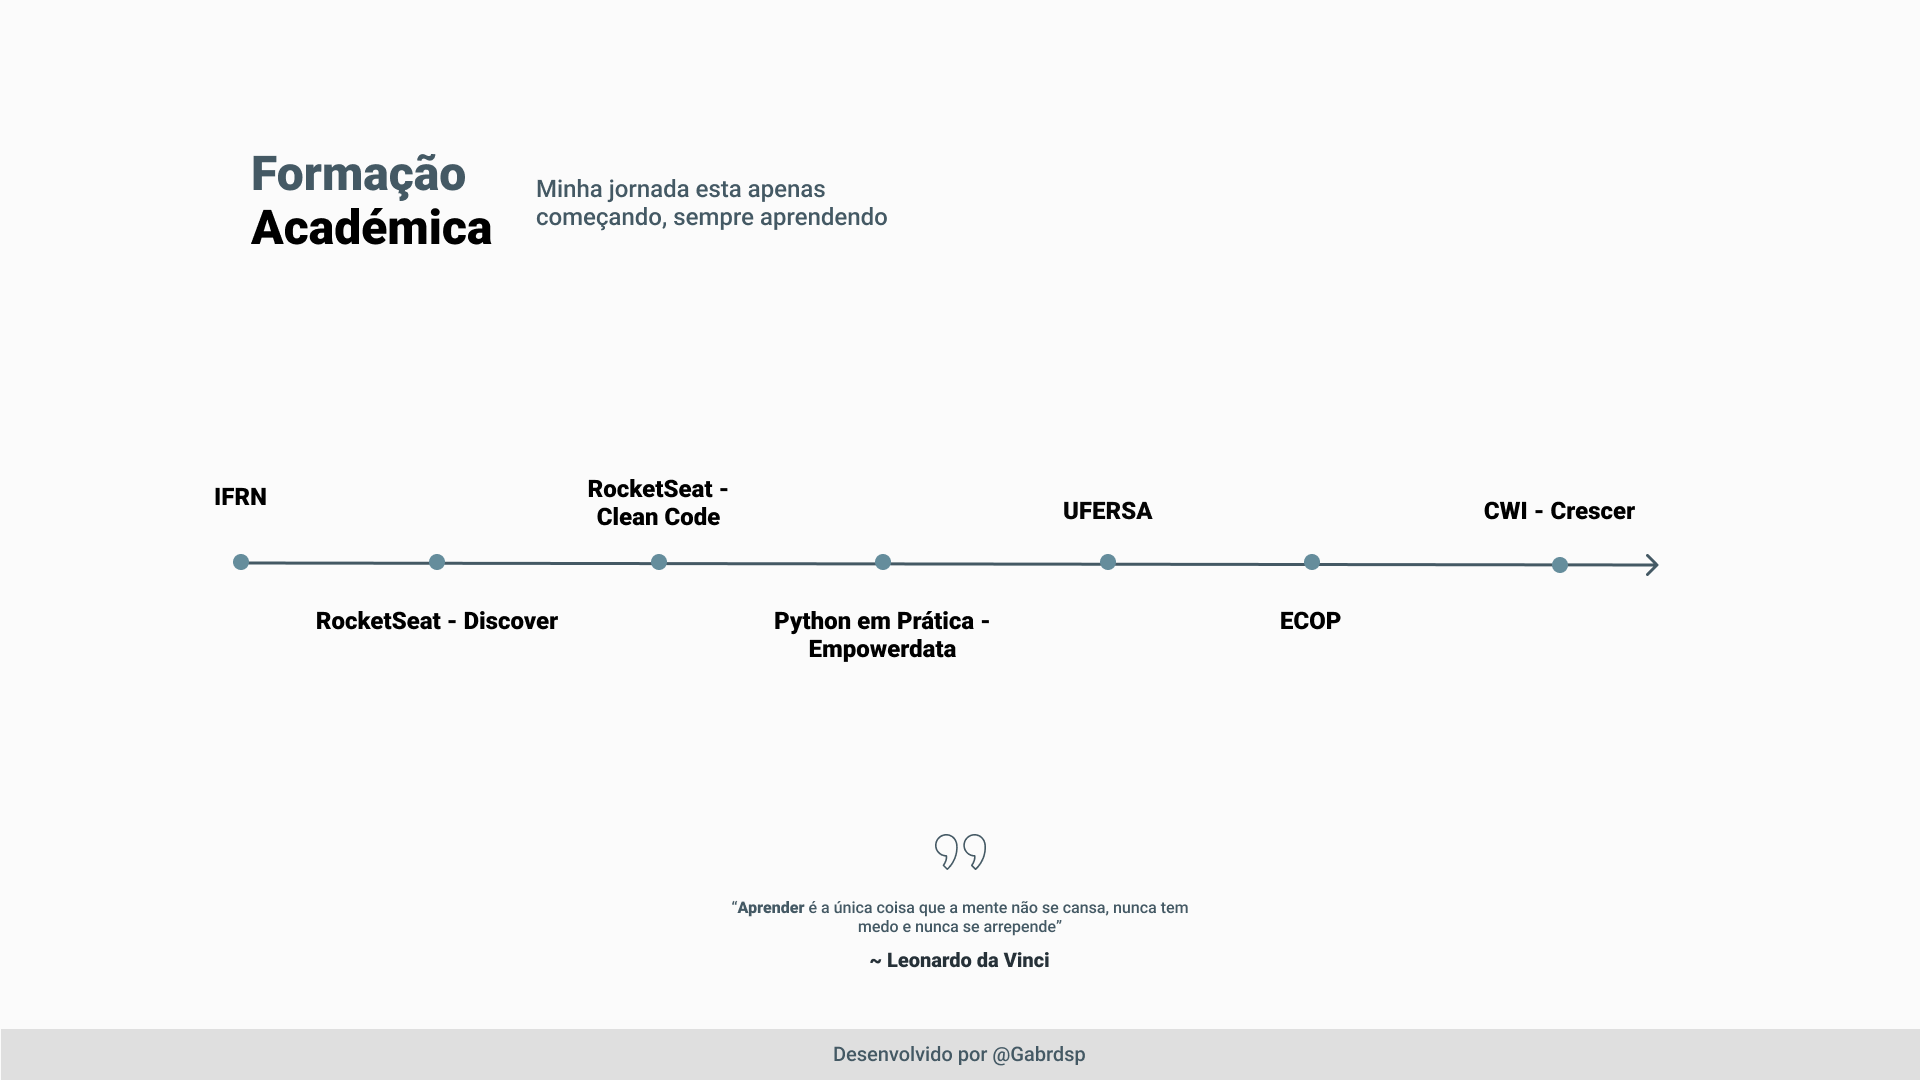 Formação
Académica
Minha jornada esta apenas
começando, sempre aprendendo
IFRN
RocketSeat - Discover
RocketSeat -
Clean Code
Python em Prática -
Empowerdata
UFERSA
ECOP
CWI - Crescer
“Aprender é a única coisa que a mente não se cansa, nunca tem
medo e nunca se arrepende”
~ Leonardo da Vinci
Desenvolvido por @Gabrdsp